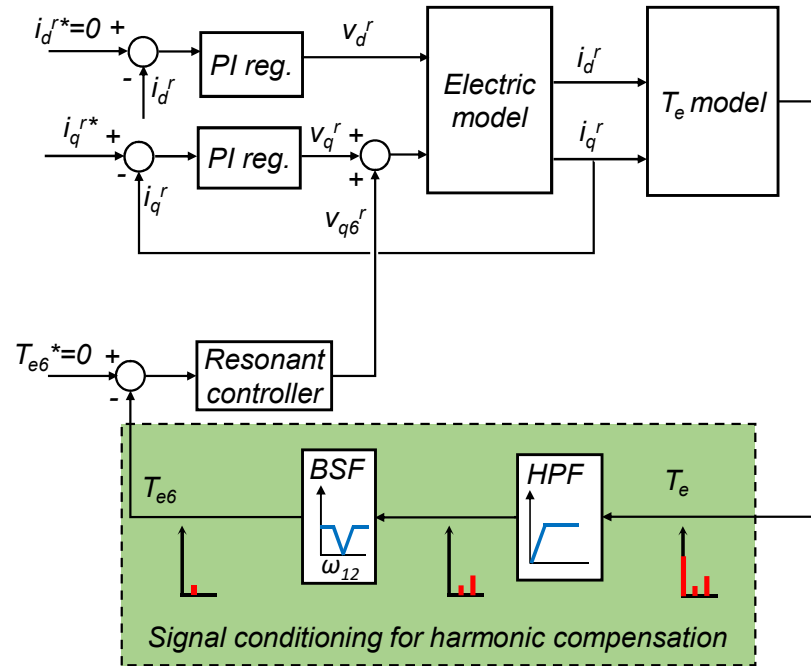 i_d^r*=0 +
-
i_d^r
PI reg.
v_d^r
Electric
model
i_d^r
T_e model
i_q^r* +
-
i_q^r
PI reg.
v_q^r +
+
v_q6^r
i_q^r
T_e6*=0 +
-
Resonant
controller
T_e6
BSF
ω_12
HPF
T_e
Signal conditioning for harmonic compensation